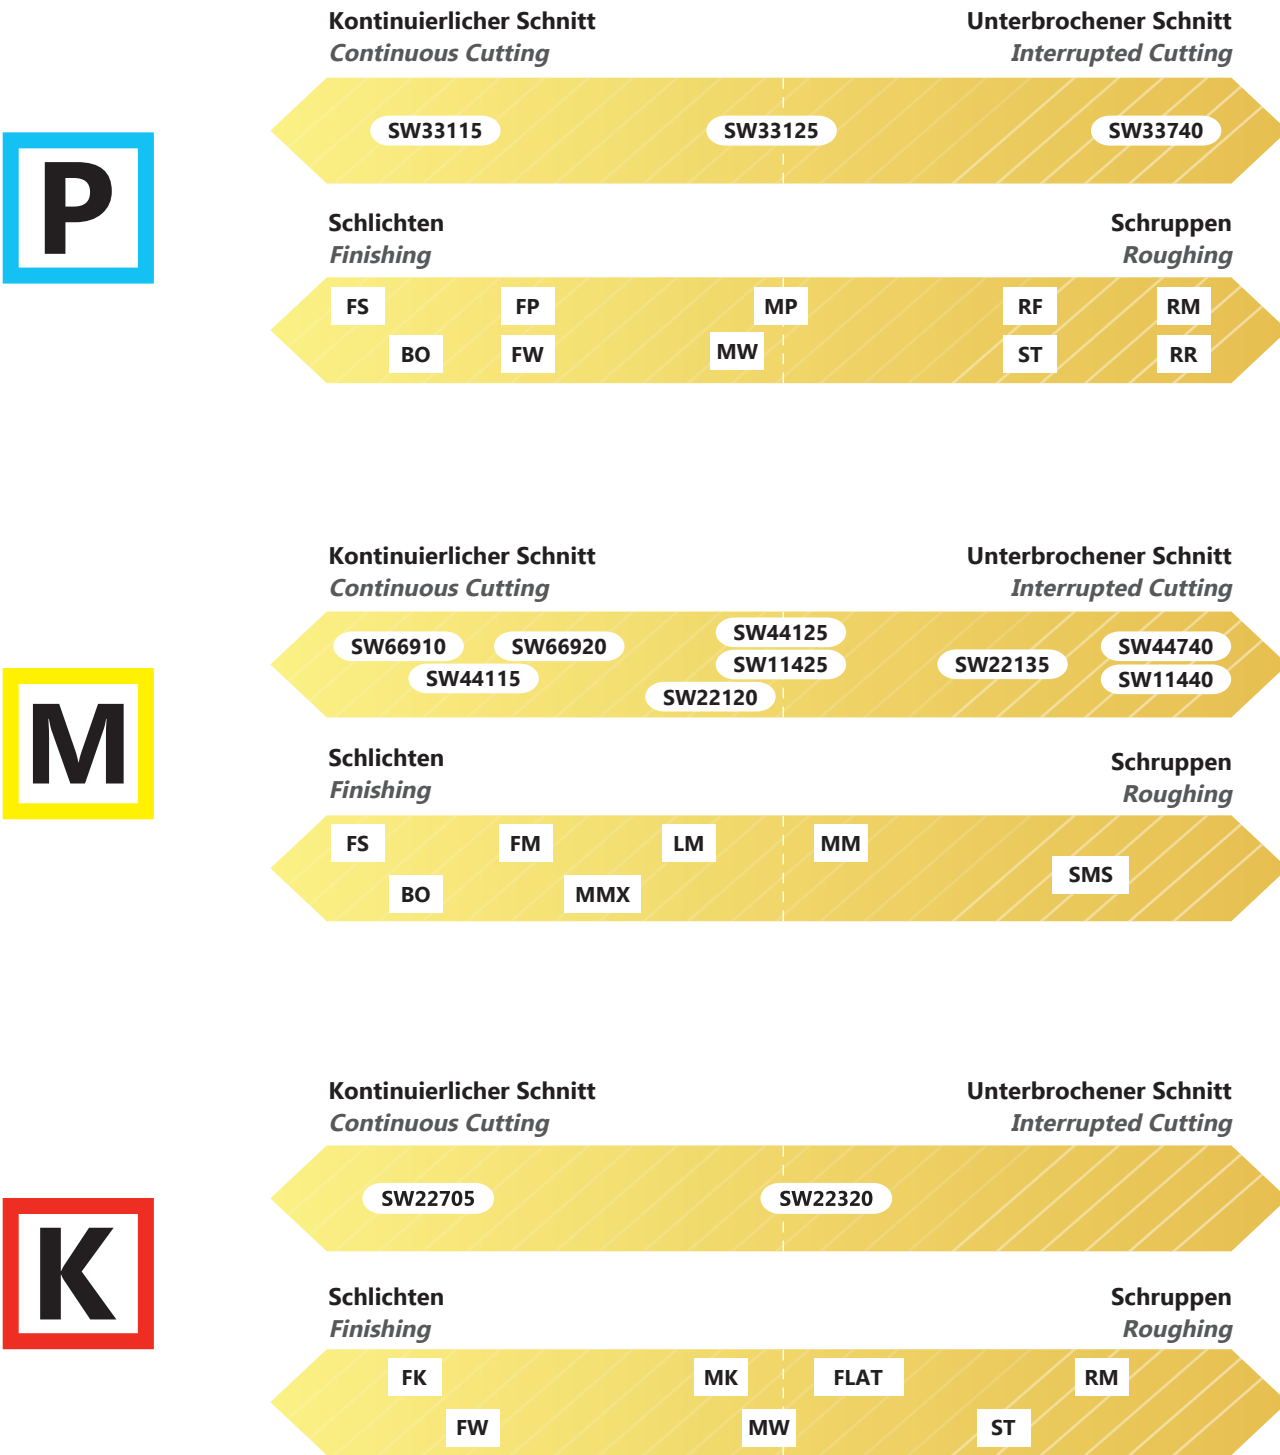 Kontinuierlicher Schnitt Unterbrochener Schnitt
Continuous Cutting Interrupted Cutting
SW33115 SW33125 SW33740
P
Schlichten Schruppen
Finishing Roughing
FS FP MP RF RM
BO FW MW ST RR
Kontinuierlicher Schnitt Unterbrochener Schnitt
Continuous Cutting Interrupted Cutting
SW44125
SW66910 SW66920 SW44740
SW11425 SW22135
SW44115 SW11440
SW22120
M
Schlichten Schruppen
Finishing Roughing
FS FM LM MM
SMS
BO MMX
Kontinuierlicher Schnitt Unterbrochener Schnitt
Continuous Cutting Interrupted Cutting
SW22705 SW22320
K
Schlichten Schruppen
Finishing Roughing
FK MK FLAT RM
FW MW ST